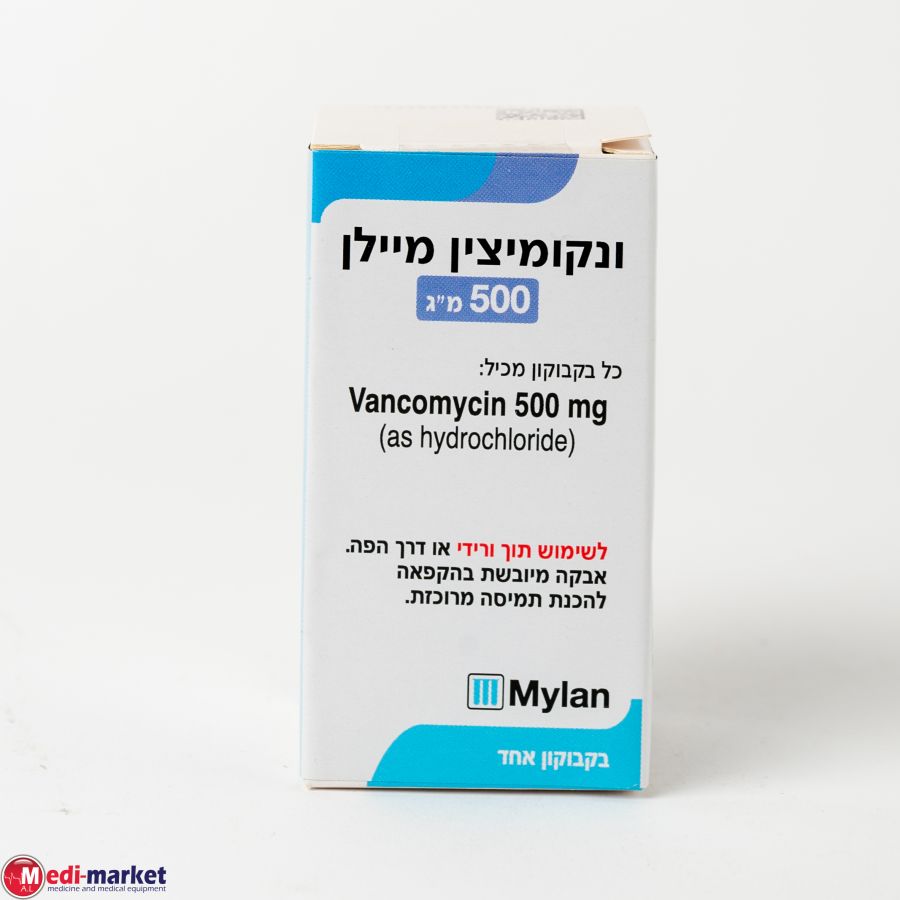 ונקומיצין מיילן
500 מ"ג
כל בקבוקון מכיל:
Vancomycin 500 mg
(as hydrochloride)
לשימוש תוך ורידי או דרך הפה.
אבקה מיובשת בהקפאה
להכנת תמיסה מרוכזת.
Mylan
בקבוקון אחד
Medi-market
A.L
medicine and medical equipment